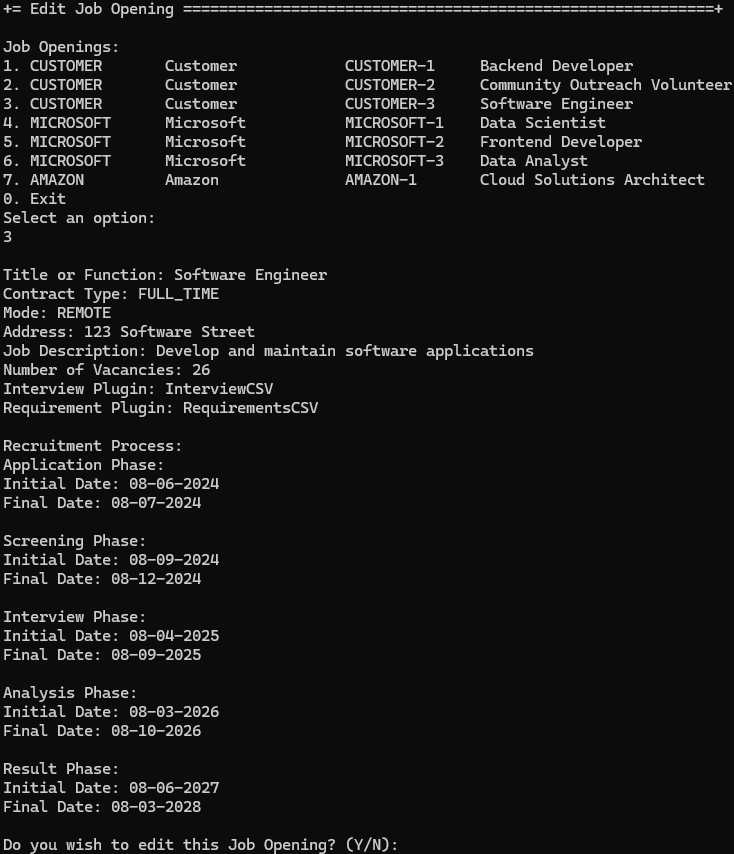 += Edit Job Opening ===========================================================+
Job Openings:
1. CUSTOMER       Customer            CUSTOMER-1     Backend Developer
2. CUSTOMER       Customer            CUSTOMER-2     Community Outreach Volunteer
3. CUSTOMER       Customer            CUSTOMER-3     Software Engineer
4. MICROSOFT      Microsoft           MICROSOFT-1    Data Scientist
5. MICROSOFT      Microsoft           MICROSOFT-2    Frontend Developer
6. MICROSOFT      Microsoft           MICROSOFT-3    Data Analyst
7. AMAZON         Amazon              AMAZON-1       Cloud Solutions Architect
0. Exit
Select an option:
3
Title or Function: Software Engineer
Contract Type: FULL_TIME
Mode: REMOTE
Address: 123 Software Street
Job Description: Develop and maintain software applications
Number of Vacancies: 26
Interview Plugin: InterviewCSV
Requirement Plugin: RequirementsCSV
Recruitment Process:
Application Phase:
Initial Date: 08-06-2024
Final Date: 08-07-2024
Screening Phase:
Initial Date: 08-09-2024
Final Date: 08-12-2024
Interview Phase:
Initial Date: 08-04-2025
Final Date: 08-09-2025
Analysis Phase:
Initial Date: 08-03-2026
Final Date: 08-10-2026
Result Phase:
Initial Date: 08-06-2027
Final Date: 08-03-2028
Do you wish to edit this Job Opening? (Y/N):